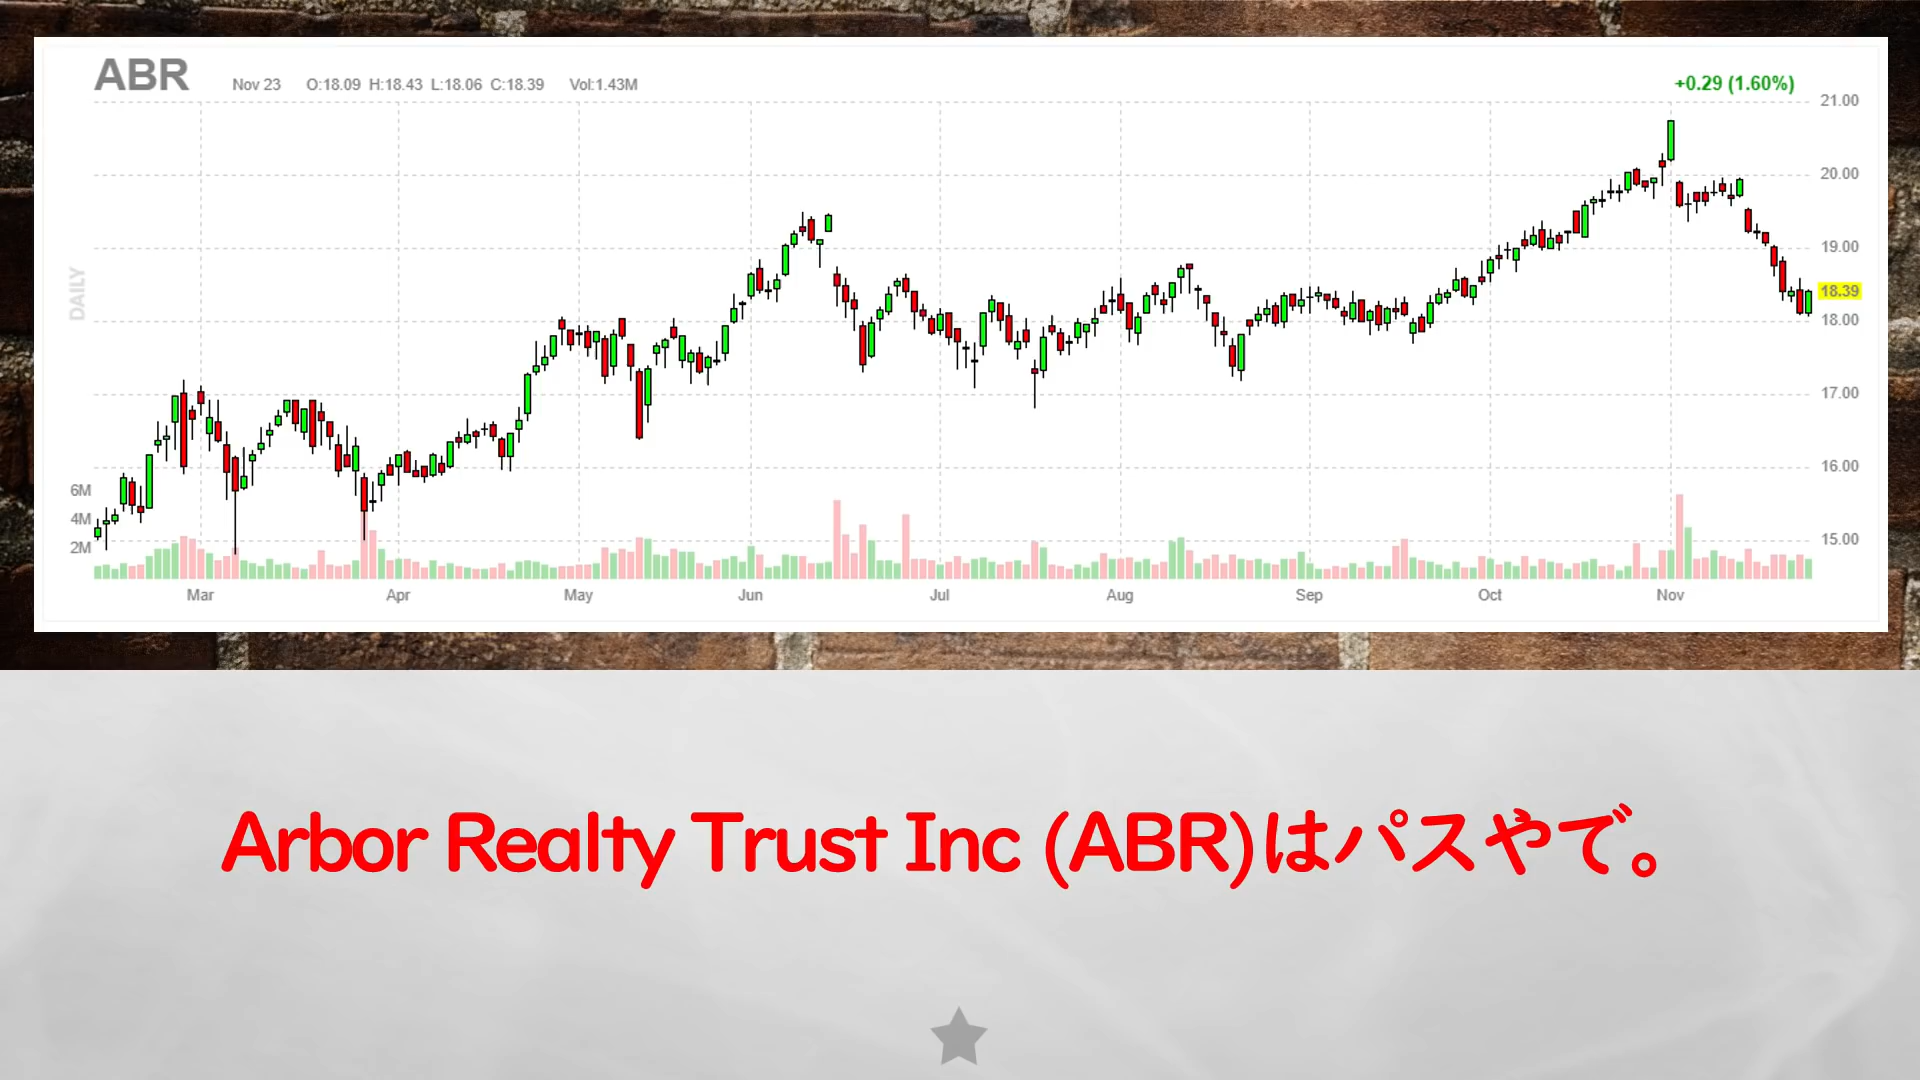 ABR Nov 23 O:18.09 H:18.43 L:18.06 C:18.39 Vol:1.43M +0.29 (1.60%)
21.00
20.00
19.00
DAILY
18.39
18.00
17.00
16.00
6M
4M
2M
15.00
Mar Apr May Jun Jul Aug Sep Oct Nov
Arbor Realty Trust Inc (ABR)はパスやで。